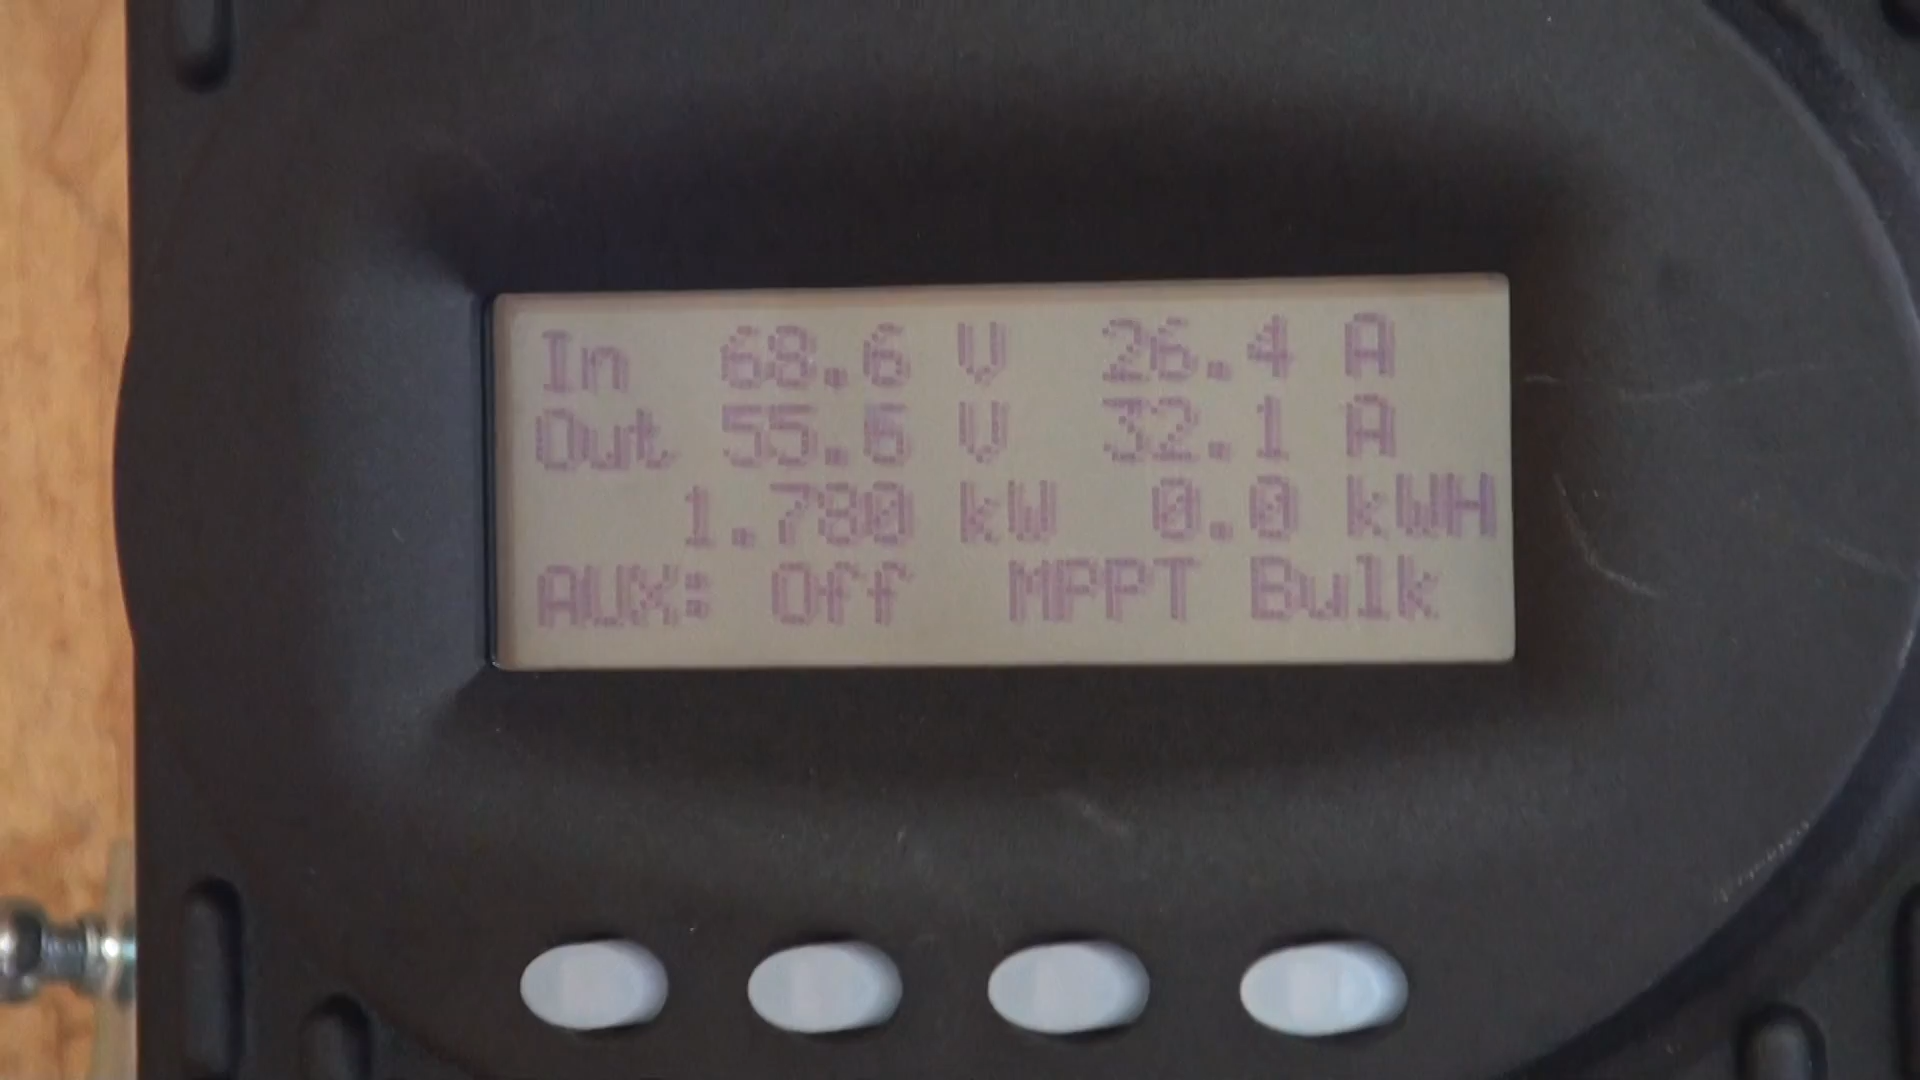 In 68.6 V 26.4 A
Out 55.6 V 32.1 A
1.780 kW 0.0 kWH
AUX: Off MPPT Bulk